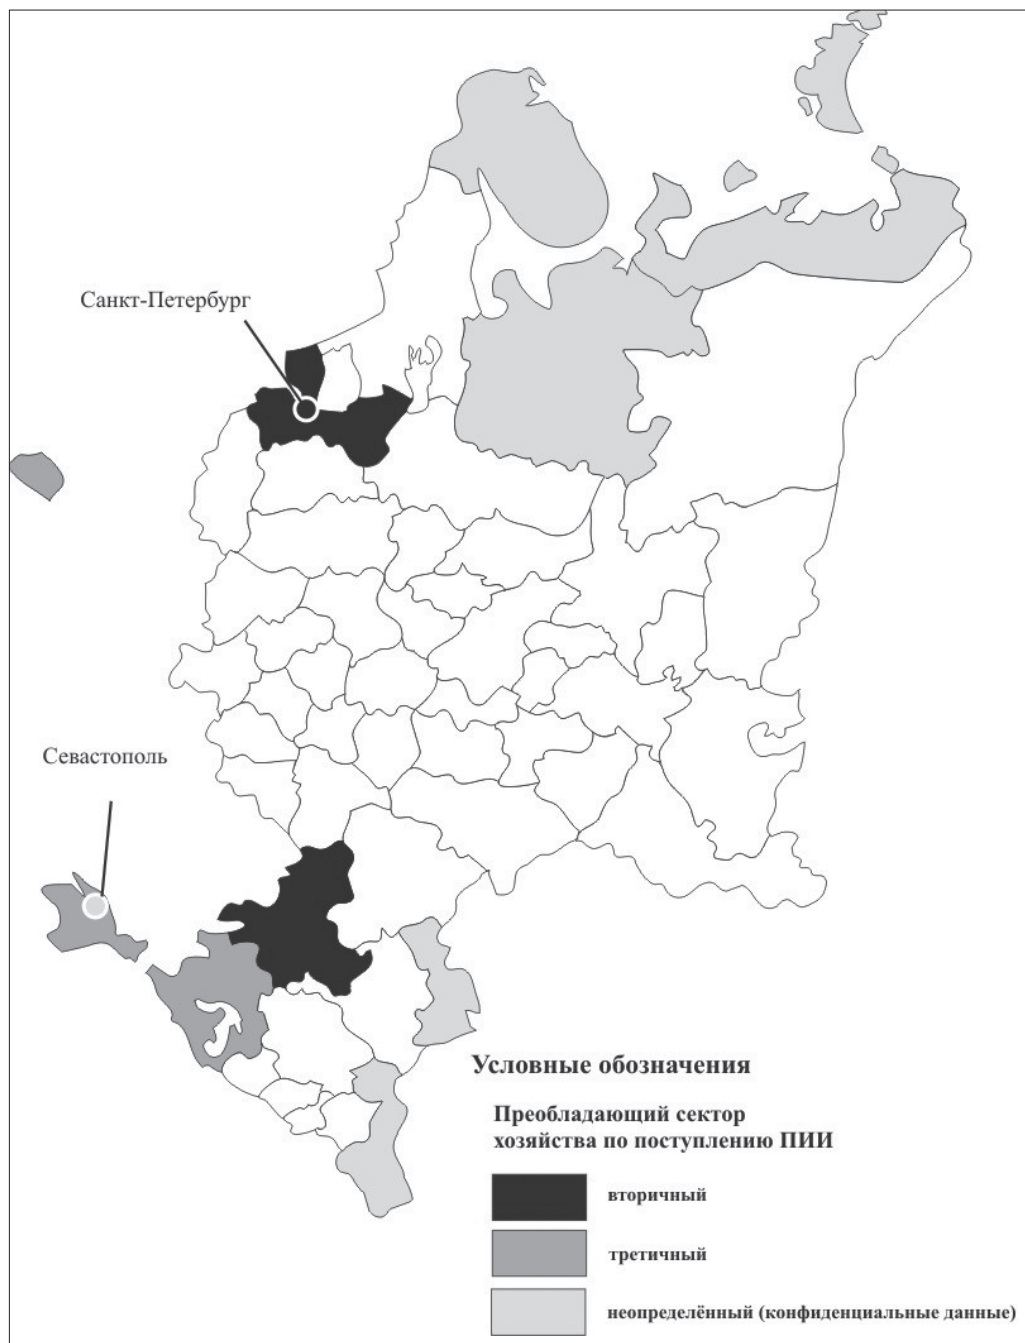 Санкт-Петербург
Севастополь
Условные обозначения
Преобладающий сектор
хозяйства по поступлению ПИИ
вторичный
третичный
неопределённый (конфиденциальные данные)